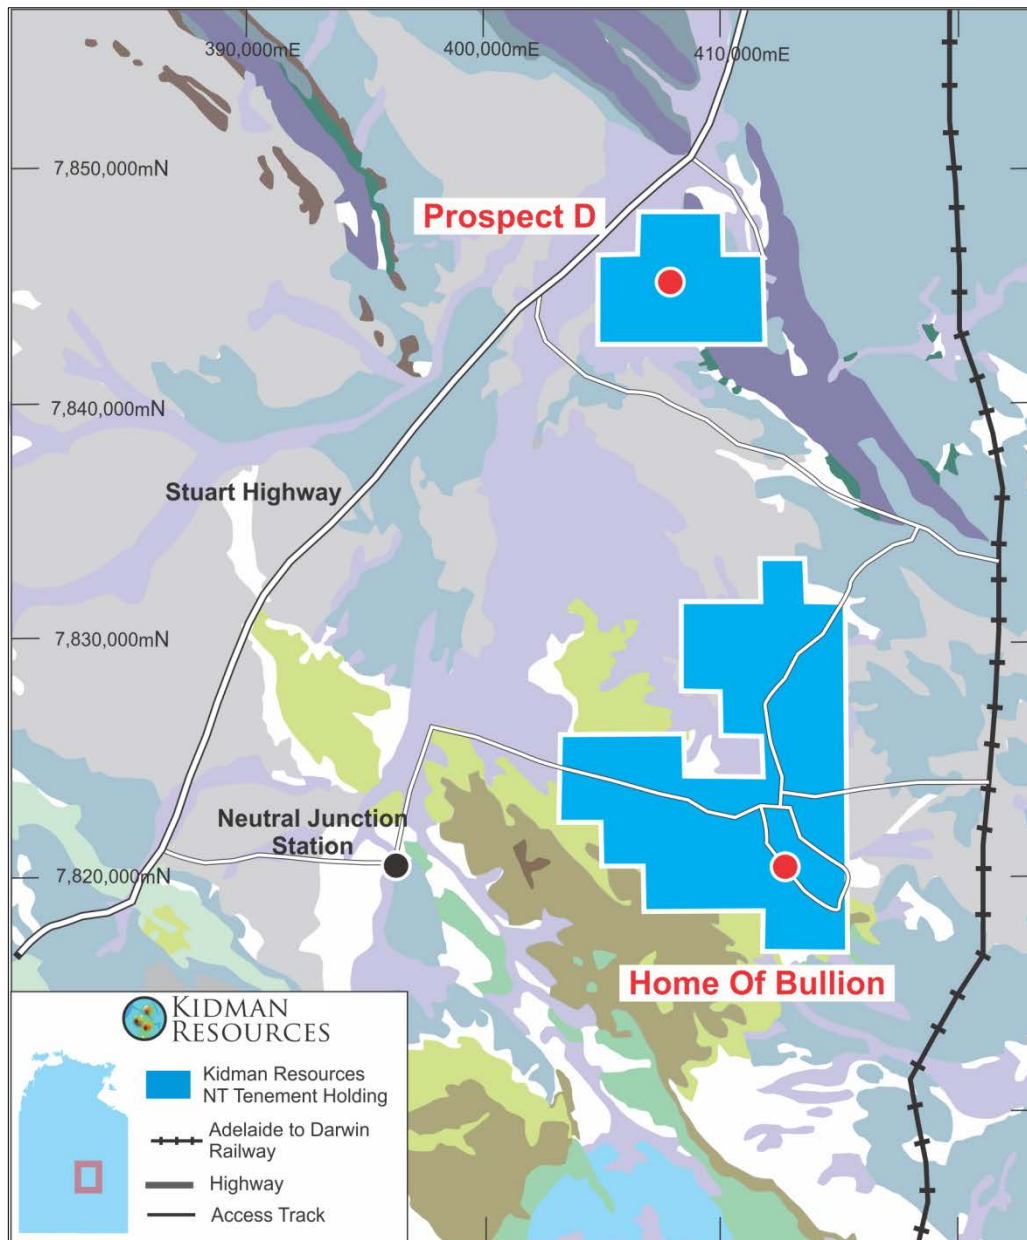 390,000mE
400,000mE
410,000mE
7,850,000mN
Prospect D
7,840,000mN
Stuart Highway
7,830,000mN
Neutral Junction
Station
7,820,000mN
Home Of Bullion
KIDMAN
RESOURCES
Kidman Resources
NT Tenement Holding
Adelaide to Darwin
Railway
Highway
Access Track